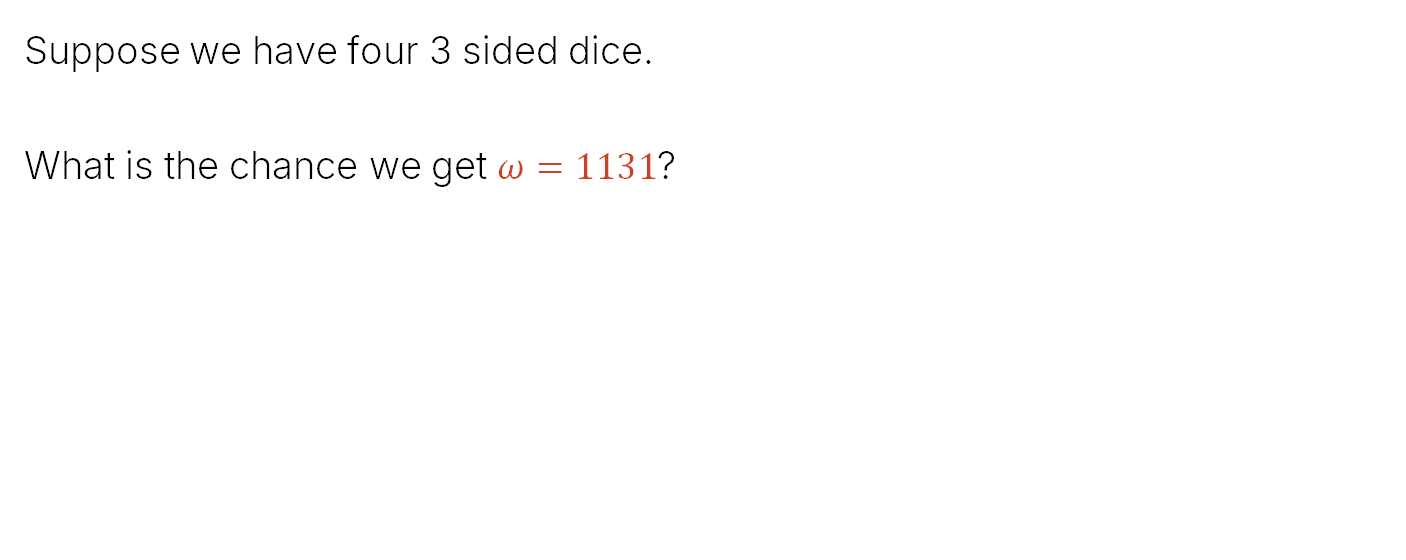 Suppose we have four 3 sided dice.
What is the chance we get ω = 1131?